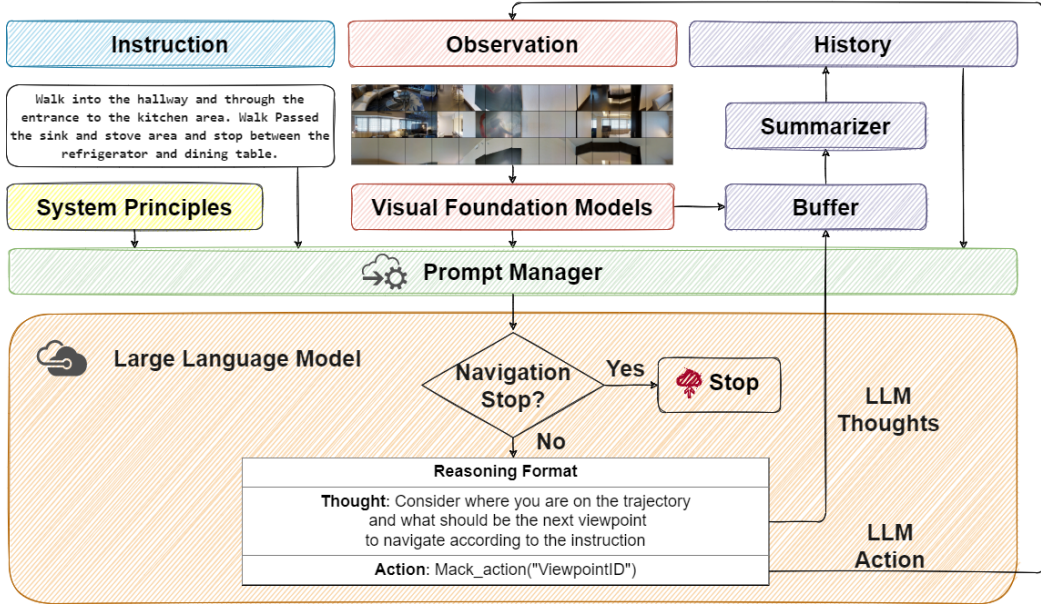 Instruction
Observation
History
Walk into the hallway and through the
entrance to the kitchen area. Walk Passed
the sink and stove area and stop between the
refrigerator and dining table.
Summarizer
System Principles
Visual Foundation Models
Buffer
Prompt Manager
Large Language Model
Navigation
Stop?
Yes
Stop
No
LLM
Thoughts
Reasoning Format
Thought: Consider where you are on the trajectory
and what should be the next viewpoint
to navigate according to the instruction
Action: Mack_action("ViewpointID")
LLM
Action